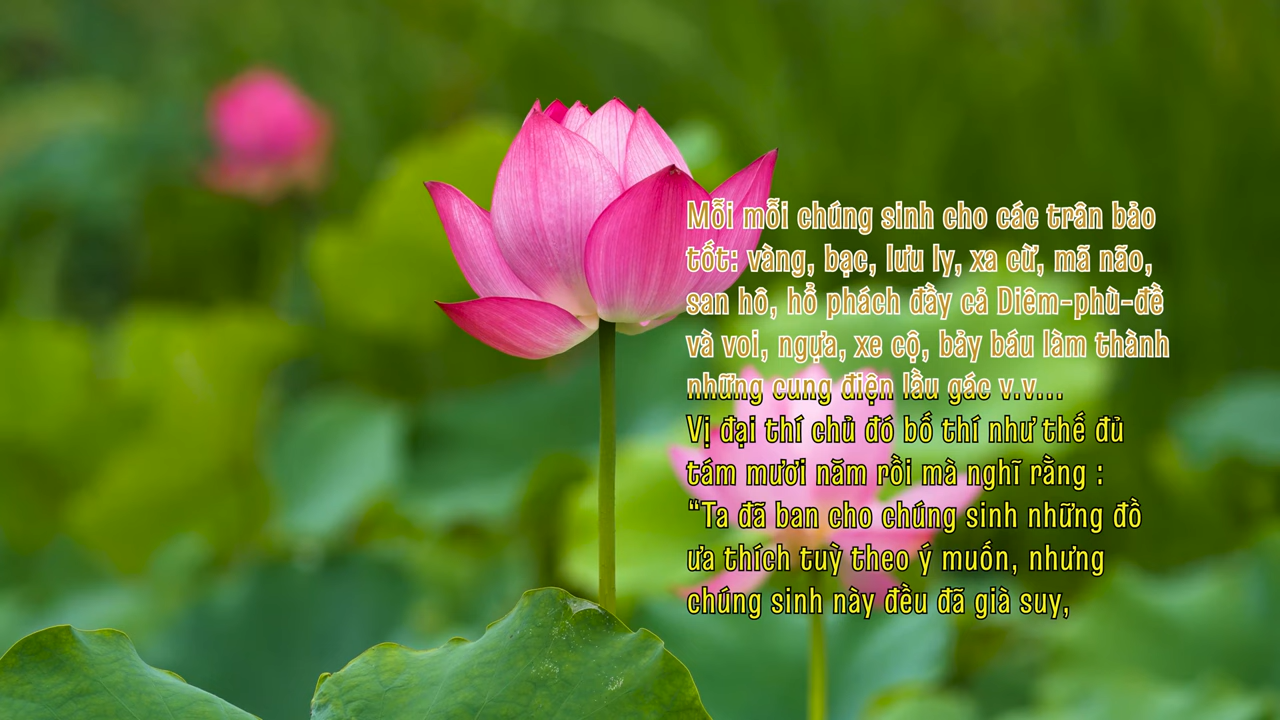 Mỗi mỗi chúng sinh cho các trân bảo
tốt: vàng, bạc, lưu ly, xa cừ, mã não,
san hô, hổ phách đầy cả Diêm-phù-đề
và voi, ngựa, xe cộ, bảy báu làm thành
những cung điện lầu gác v.v...
Vị đại thí chủ đó bố thí như thế đủ
tám mươi năm rồi mà nghĩ rằng :
“Ta đã ban cho chúng sinh những đồ
ưa thích tuỳ theo ý muốn, nhưng
chúng sinh này đều đã già suy,